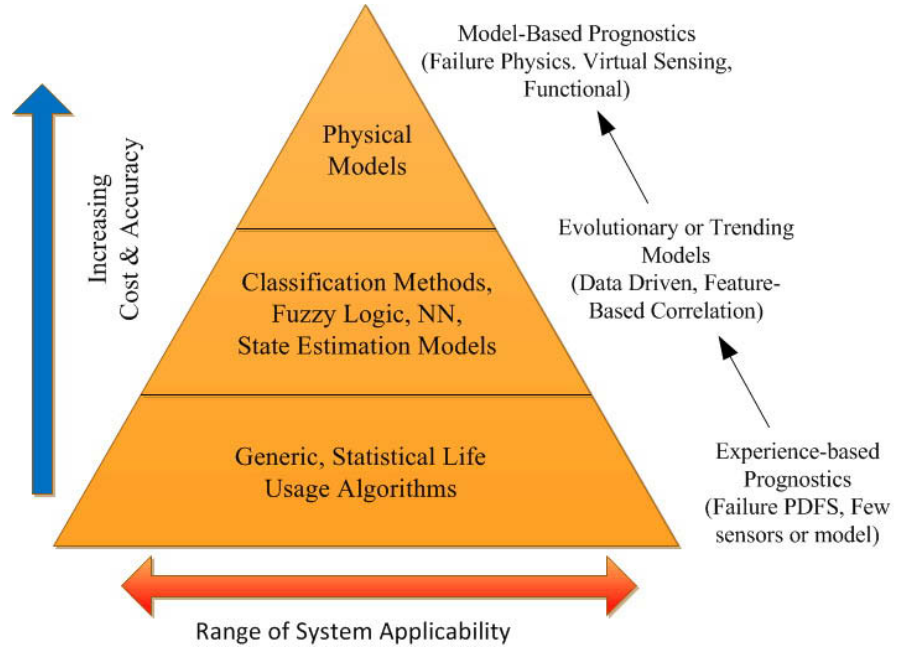 Model-Based Prognostics
(Failure Physics. Virtual Sensing,
Functional)
Physical
Models
Increasing
Cost & Accuracy
Evolutionary or Trending
Models
(Data Driven, Feature-
Based Correlation)
Classification Methods,
Fuzzy Logic, NN,
State Estimation Models
Experience-based
Prognostics
(Failure PDFS, Few
sensors or model)
Generic, Statistical Life
Usage Algorithms
Range of System Applicability